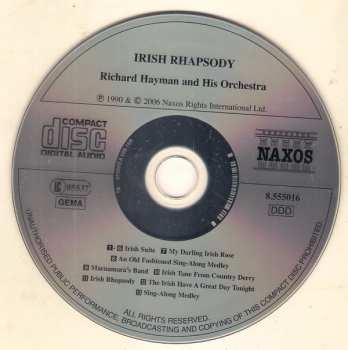 IRISH RHAPSODY
Richard Hayman and His Orchestra
℗ 1990 & © 2006 Naxos Rights International Ltd.
COMPACT
disc
DIGITAL AUDIO
NAXOS
GEMA
8.555016
DDD
Irish Suite 7 My Darling Irish Rose
An Old Fashioned Sing-Along Medley
Macnamara's Band Irish Tune From Country Derry
Irish Rhapsody The Irish Have A Great Day Tonight
Sing-Along Medley
UNAUTHORISED PUBLIC PERFORMANCE, BROADCASTING AND COPYING OF THIS COMPACT DISC PROHIBITED.
ALL RIGHTS RESERVED.